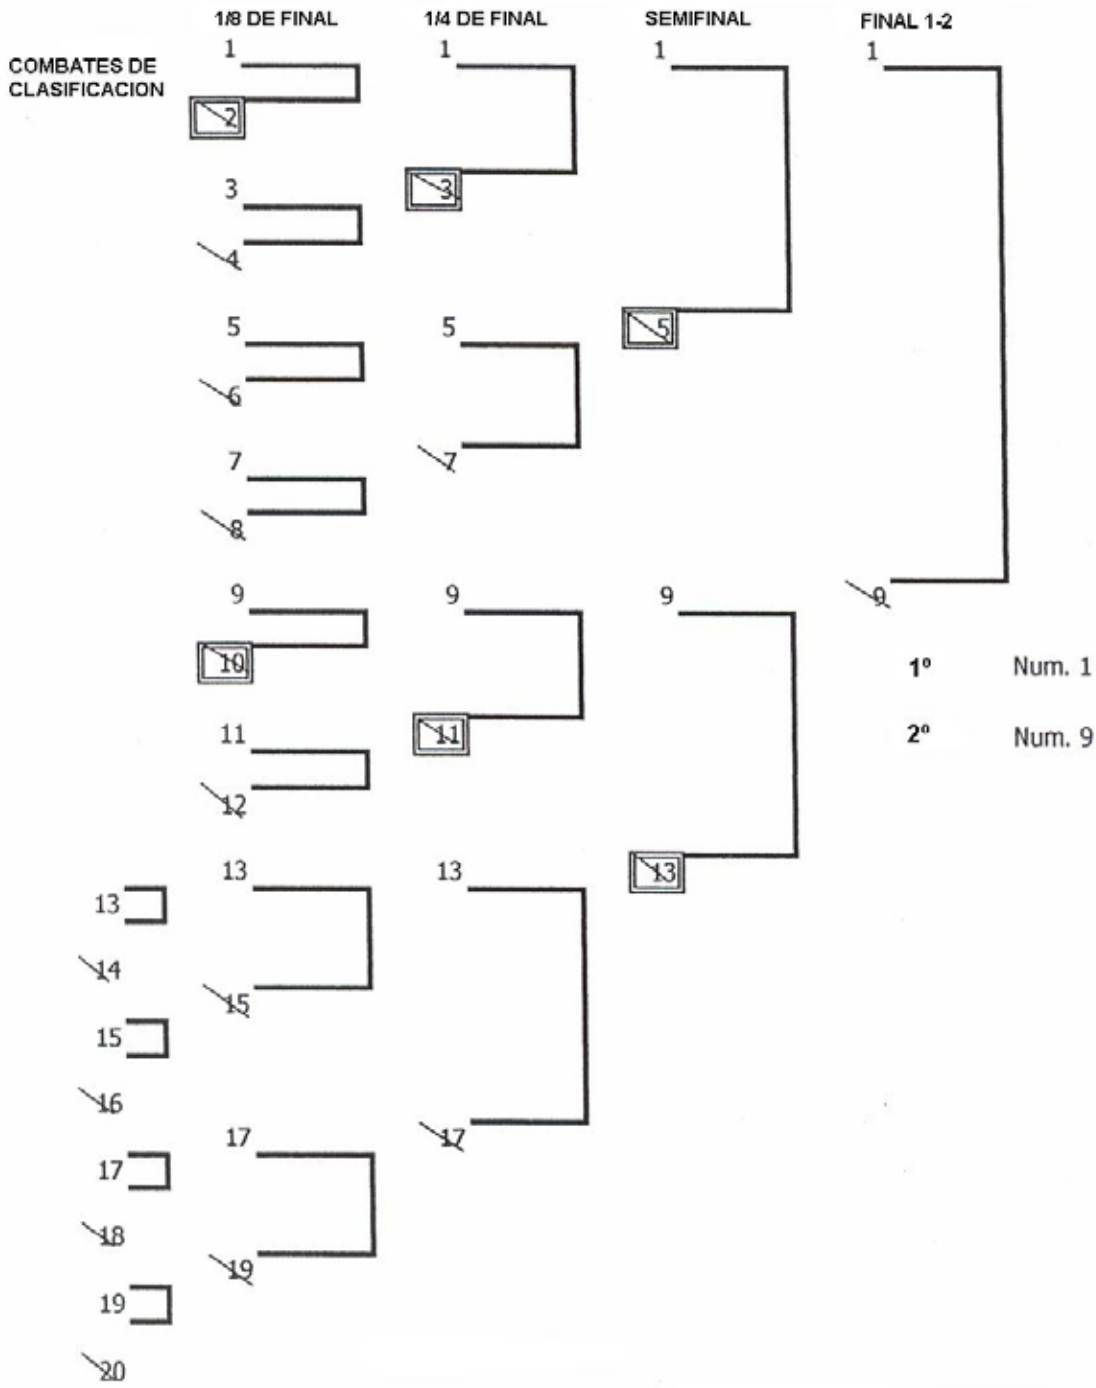 1/8 DE FINAL 1/4 DE FINAL SEMIFINAL FINAL 1-2
COMBATES DE
CLASIFICACION
1 1 1 1
2
3 3
4
5 5 5
6
7 7
8
9 9 9 9
10
11 11
12
13 13 13 13
14
15 15
16
17 17 17
18
19 19
20
1º Num. 1
2º Num. 9